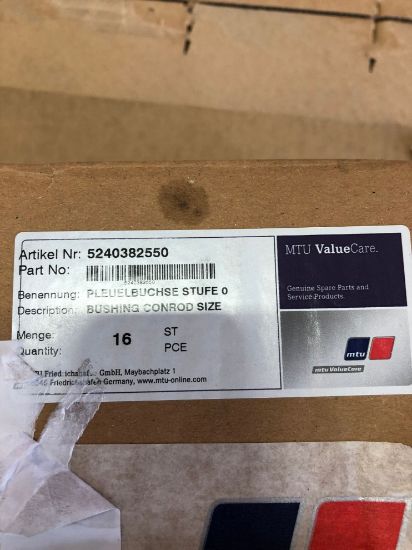 Artikel Nr: 5240382550
Part No:
5240382550
Benennung: PLEUELBUCHSE STUFE 0
Description: BUSHING CONROD SIZE
Menge: 16 ST
Quantity: PCE
GmbH, Maybachplatz 1
Friedrichshafen Germany, www.mtu-online.com
MTU ValueCare.
Genuine Spare Parts and
Service Products.
mtu
mtu ValueCare